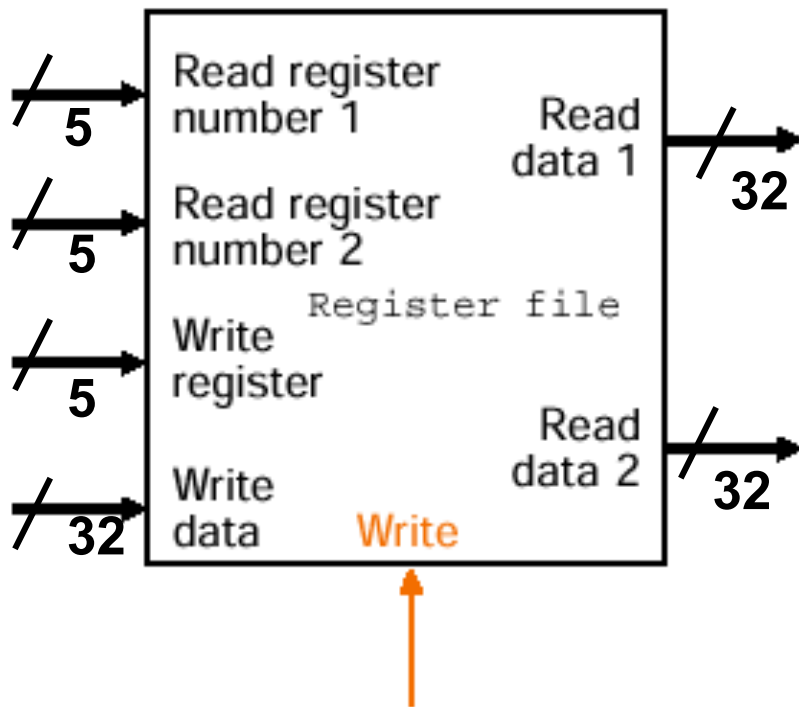 Read register
number 1
5
Read
data 1
32
Read register
number 2
5
Register file
Write
register
5
Read
data 2
32
Write
data
32
Write